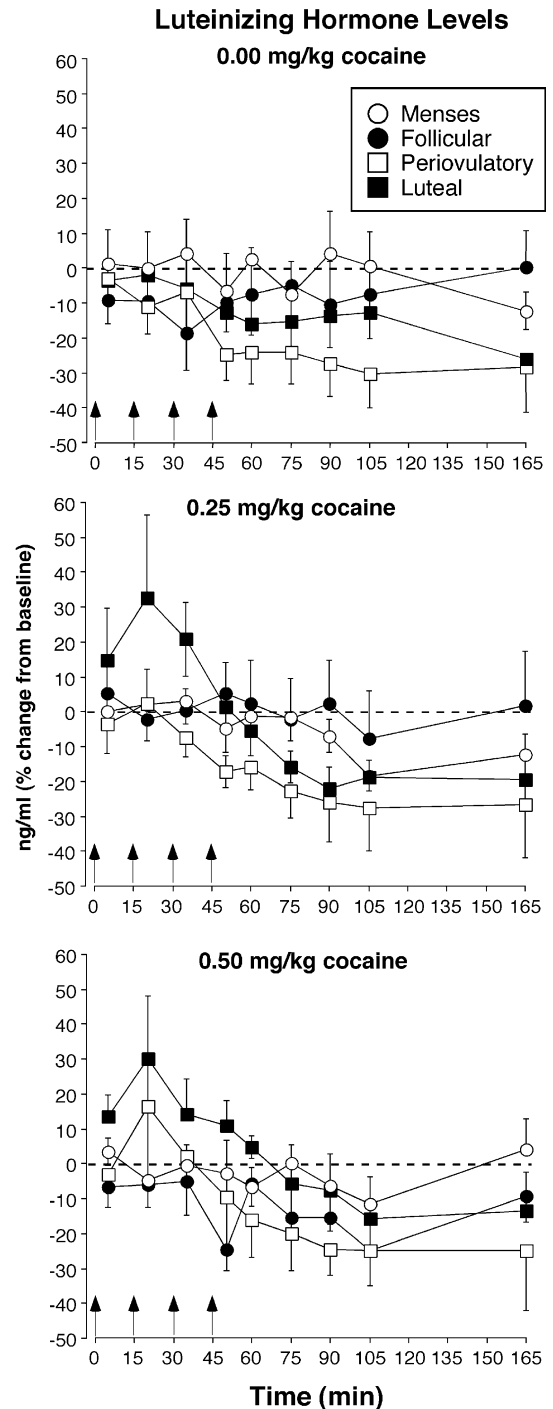 Luteinizing Hormone Levels
0.00 mg/kg cocaine
Menses
Follicular
Periovulatory
Luteal
60
50
40
30
20
10
0
-10
-20
-30
-40
-50
0 15 30 45 60 75 90 105 120 135 150 165
0.25 mg/kg cocaine
ng/ml (% change from baseline)
60
50
40
30
20
10
0
-10
-20
-30
-40
-50
0 15 30 45 60 75 90 105 120 135 150 165
0.50 mg/kg cocaine
60
50
40
30
20
10
0
-10
-20
-30
-40
-50
0 15 30 45 60 75 90 105 120 135 150 165
Time (min)